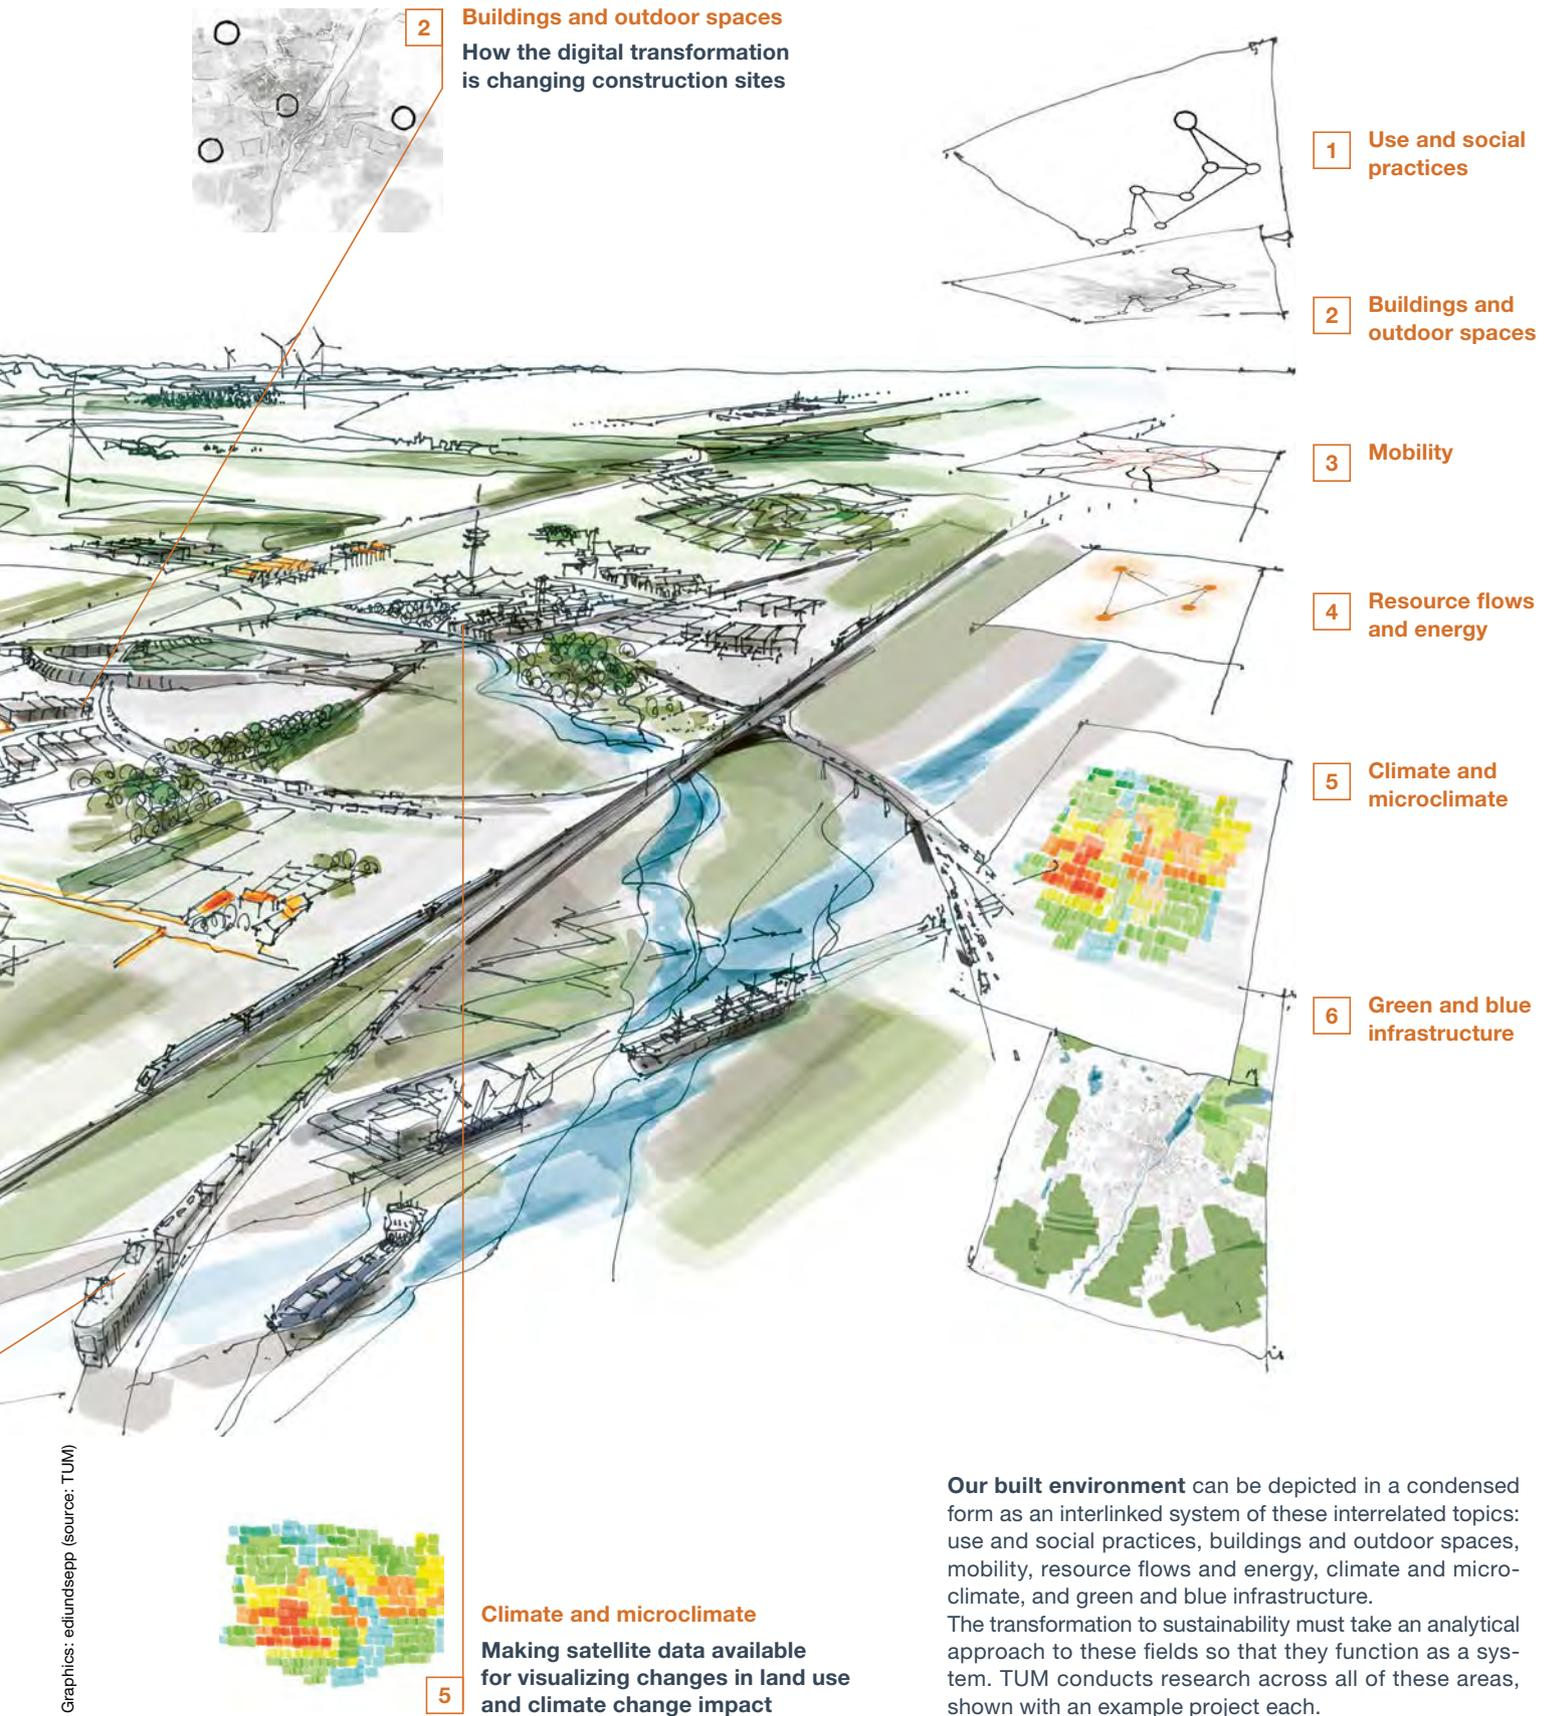 2
Buildings and outdoor spaces
How the digital transformation
is changing construction sites
1
Use and social
practices
2
Buildings and
outdoor spaces
3
Mobility
4
Resource flows
and energy
5
Climate and
microclimate
6
Green and blue
infrastructure
Graphics: ediundsepp (source: TUM)
5
Climate and microclimate
Making satellite data available
for visualizing changes in land use
and climate change impact
Our built environment can be depicted in a condensed
form as an interlinked system of these interrelated topics:
use and social practices, buildings and outdoor spaces,
mobility, resource flows and energy, climate and micro-
climate, and green and blue infrastructure.
The transformation to sustainability must take an analytical
approach to these fields so that they function as a sys-
tem. TUM conducts research across all of these areas,
shown with an example project each.